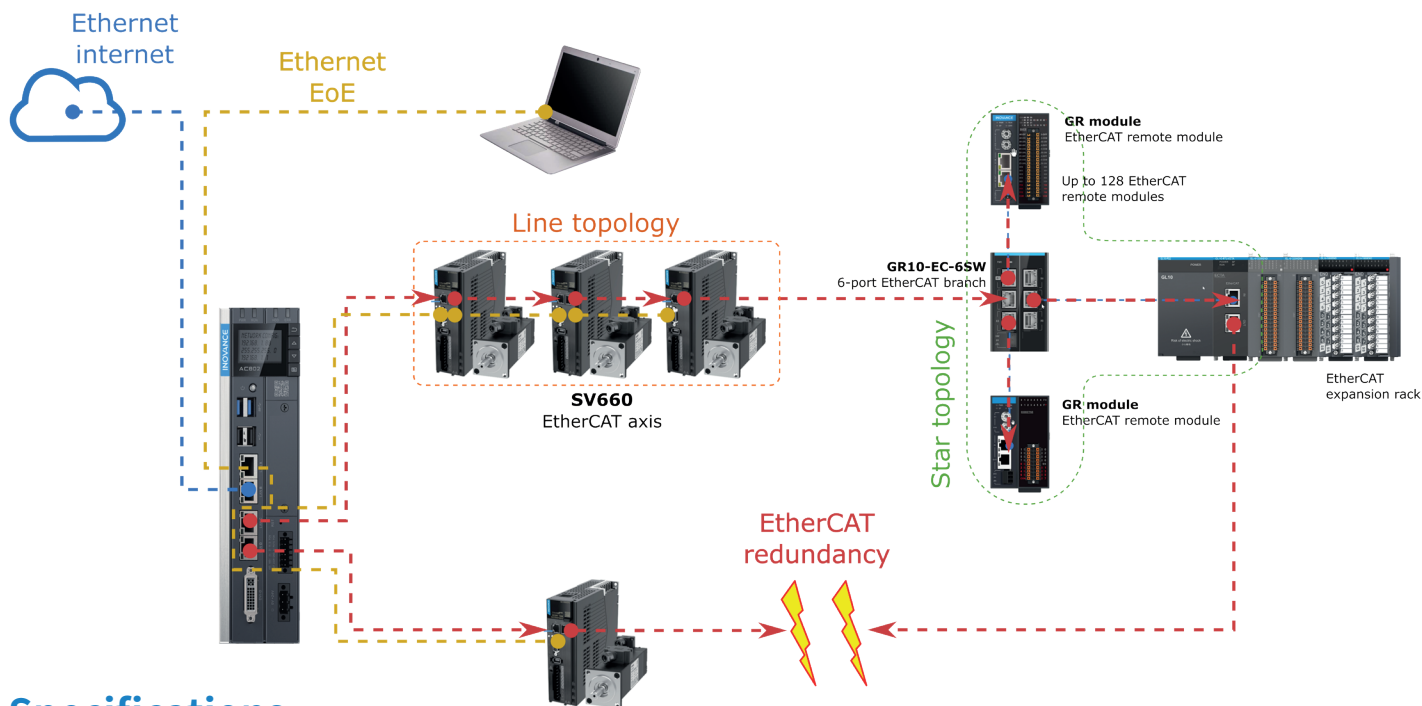 Ethernet
internet
Ethernet
EoE
Line topology
GR module
EtherCAT remote module
Up to 128 EtherCAT
remote modules
GR10-EC-6SW
6-port EtherCAT branch
GL10
INOVANCE
AC803
SV660
EtherCAT axis
Star topology
EtherCAT
expansion rack
GR module
EtherCAT remote module
EtherCAT
redundancy
Specifications